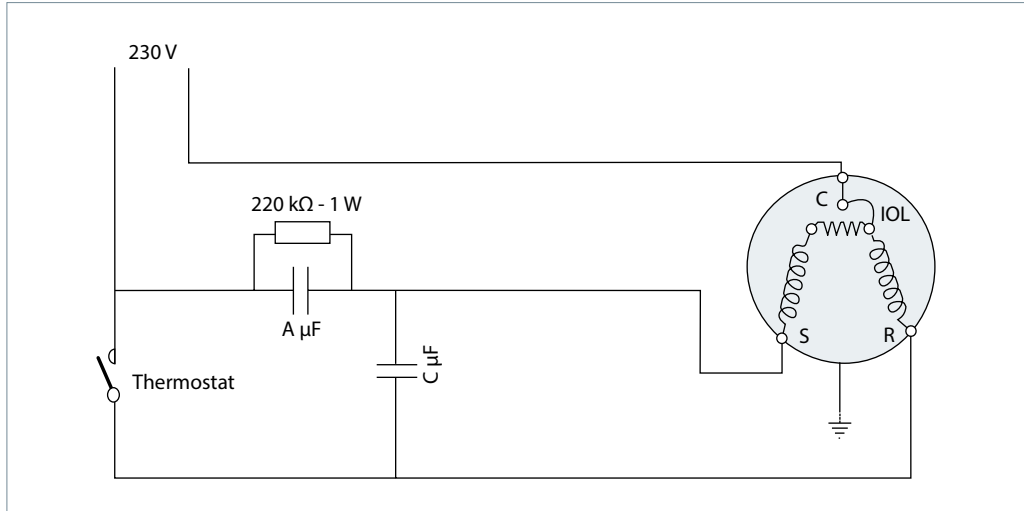 230 V
220 kΩ - 1 W
C
IOL
A µF
S
R
C µF
Thermostat